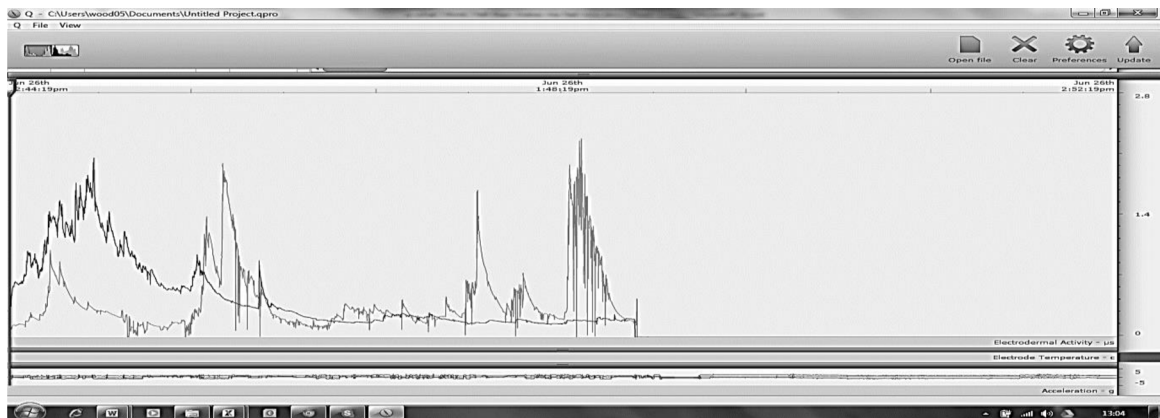 Q - C:\Users\wood05\Documents\Untitled Project.qpro
Q File View
Open file Clear Preferences Update
Jun 26th Jun 26th
2:44:19pm 1:48:19pm 2:52:19pm
2.8
1.4
0
Electrodermal Activity - µs
Electrode Temperature - c
5
-5
Acceleration - g
13:04